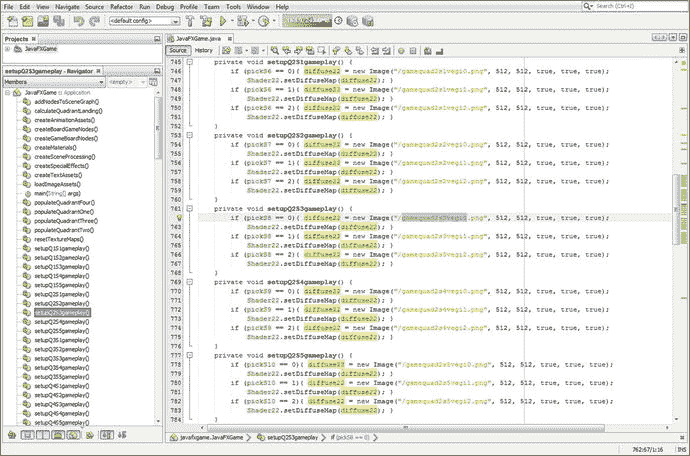 File Edit View Navigate Source Refactor Run Debug Profile Team Tools Window Help
Search (Ctrl+I)
<default config>
Projects
JavaFXGame.java
JavaFXGame
Source History
setupQ2S3gameplay - Navigator
Members <empty>
JavaFXGame :: Application
addNodesToSceneGraph()
calculateQuadrantLanding()
createAnimationAssets()
createBoardGameNodes()
createGameBoardNodes()
createMaterials()
createSceneProcessing()
createSpecialEffects()
createTextAssets()
loadImageAssets()
main(String[] args)
populateQuadrantFour()
populateQuadrantOne()
populateQuadrantThree()
populateQuadrantTwo()
resetTextureMaps()
setupQ1S1gameplay()
setupQ1S2gameplay()
setupQ1S3gameplay()
setupQ1S4gameplay()
setupQ1S5gameplay()
setupQ2S1gameplay()
setupQ2S2gameplay()
setupQ2S3gameplay()
setupQ2S4gameplay()
setupQ2S5gameplay()
setupQ3S1gameplay()
setupQ3S2gameplay()
setupQ3S3gameplay()
setupQ3S4gameplay()
setupQ3S5gameplay()
setupQ4S1gameplay()
setupQ4S2gameplay()
setupQ4S3gameplay()
setupQ4S4gameplay()
setupQ4S5gameplay()
745 private void setupQ2S1gameplay() {
746 if (pickS6 == 0){ diffuse22 = new Image("/gamequad2s1vegi0.png", 512, 512, true, true, true);
747 Shader22.setDiffuseMap(diffuse22); }
748 if (pickS6 == 1){ diffuse22 = new Image("/gamequad2s1vegi1.png", 512, 512, true, true, true);
749 Shader22.setDiffuseMap(diffuse22); }
750 if (pickS6 == 2){ diffuse22 = new Image("/gamequad2s1vegi2.png", 512, 512, true, true, true);
751 Shader22.setDiffuseMap(diffuse22); }
752 }
753 private void setupQ2S2gameplay() {
754 if (pickS7 == 0){ diffuse22 = new Image("/gamequad2s2vegi0.png", 512, 512, true, true, true);
755 Shader22.setDiffuseMap(diffuse22); }
756 if (pickS7 == 1){ diffuse22 = new Image("/gamequad2s2vegi1.png", 512, 512, true, true, true);
757 Shader22.setDiffuseMap(diffuse22); }
758 if (pickS7 == 2){ diffuse22 = new Image("/gamequad2s2vegi2.png", 512, 512, true, true, true);
759 Shader22.setDiffuseMap(diffuse22); }
760 }
761 private void setupQ2S3gameplay() {
if (pickS8 == 0){ diffuse22 = new Image("/gamequad2s3vegi0.png", 512, 512, true, true, true);
763 Shader22.setDiffuseMap(diffuse22); }
764 if (pickS8 == 1){ diffuse22 = new Image("/gamequad2s3vegi1.png", 512, 512, true, true, true);
765 Shader22.setDiffuseMap(diffuse22); }
766 if (pickS8 == 2){ diffuse22 = new Image("/gamequad2s3vegi2.png", 512, 512, true, true, true);
767 Shader22.setDiffuseMap(diffuse22); }
768 }
769 private void setupQ2S4gameplay() {
770 if (pickS9 == 0){ diffuse22 = new Image("/gamequad2s4vegi0.png", 512, 512, true, true, true);
771 Shader22.setDiffuseMap(diffuse22); }
772 if (pickS9 == 1){ diffuse22 = new Image("/gamequad2s4vegi1.png", 512, 512, true, true, true);
773 Shader22.setDiffuseMap(diffuse22); }
774 if (pickS9 == 2){ diffuse22 = new Image("/gamequad2s4vegi2.png", 512, 512, true, true, true);
775 Shader22.setDiffuseMap(diffuse22); }
776 }
777 private void setupQ2S5gameplay() {
778 if (pickS10 == 0){ diffuse22 = new Image("/gamequad2s5vegi0.png", 512, 512, true, true, true);
779 Shader22.setDiffuseMap(diffuse22); }
780 if (pickS10 == 1){ diffuse22 = new Image("/gamequad2s5vegi1.png", 512, 512, true, true, true);
781 Shader22.setDiffuseMap(diffuse22); }
782 if (pickS10 == 2){ diffuse22 = new Image("/gamequad2s5vegi2.png", 512, 512, true, true, true);
783 Shader22.setDiffuseMap(diffuse22); }
784 }
javafxgame.JavaFXGame setupQ2S3gameplay if (pickS8 == 0)
762:67/1:16 INS